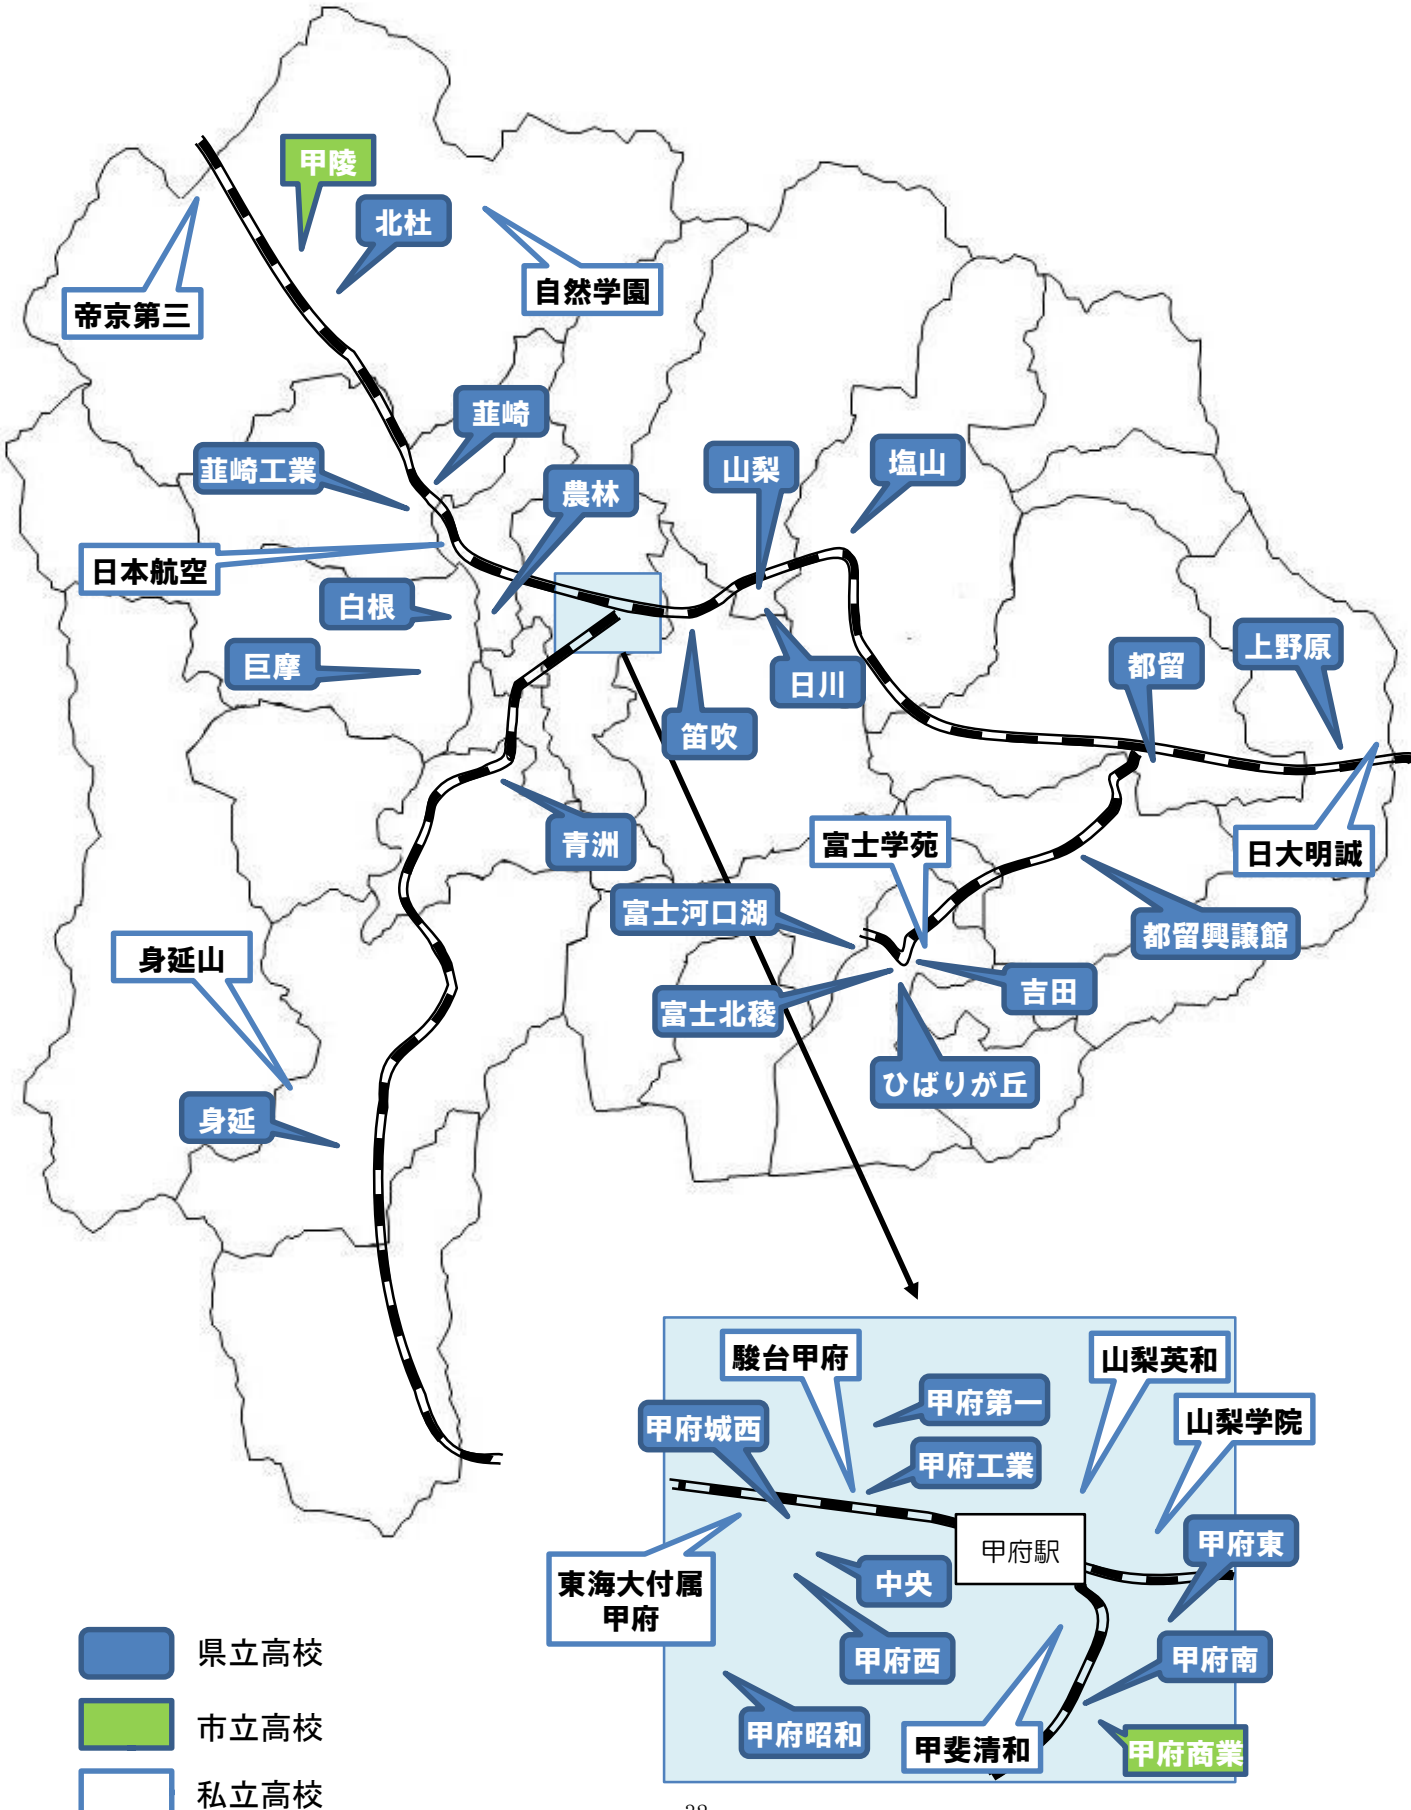 甲陵
北杜
自然学園
帝京第三
韮崎
韮崎工業
農林
山梨
塩山
日本航空
白根
巨摩
日川
笛吹
都留
上野原
青洲
富士学苑
日大明誠
富士河口湖
都留興譲館
身延山
富士北稜
吉田
ひばりが丘
身延
駿台甲府
山梨英和
甲府第一
山梨学院
甲府城西
甲府工業
甲府東
甲府駅
東海大付属
甲府
中央
甲府西
甲府南
甲府昭和
甲斐清和
甲府商業
県立高校
市立高校
私立高校